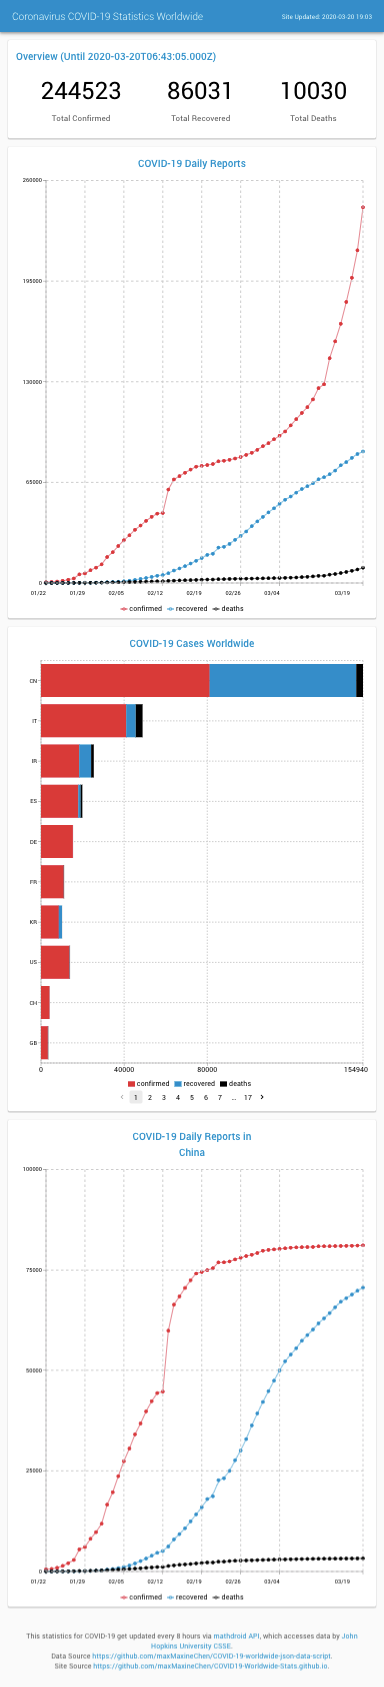 Coronavirus COVID-19 Statistics Worldwide
Site Updated: 2020-03-20 19:03
Overview (Until 2020-03-20T06:43:05.000Z)
244523 86031 10030
Total Confirmed Total Recovered Total Deaths
COVID-19 Daily Reports
260000
195000
130000
65000
0
01/22 01/29 02/05 02/12 02/19 02/26 03/04 03/19
confirmed recovered deaths
COVID-19 Cases Worldwide
CN
IT
IR
ES
DE
FR
KR
US
CH
GB
0 40000 80000 154940
confirmed recovered deaths
‹ 1 2 3 4 5 6 7 ... 17 ›
COVID-19 Daily Reports in
China
100000
75000
50000
25000
0
01/22 01/29 02/05 02/12 02/19 02/26 03/04 03/19
confirmed recovered deaths
This statistics for COVID-19 get updated every 8 hours via mathdroid API, which accesses data by John
Hopkins University CSSE.
Data Source https://github.com/maxMaxineChen/COVID-19-worldwide-json-data-script.
Site Source https://github.com/maxMaxineChen/COVID19-Worldwide-Stats.github.io.